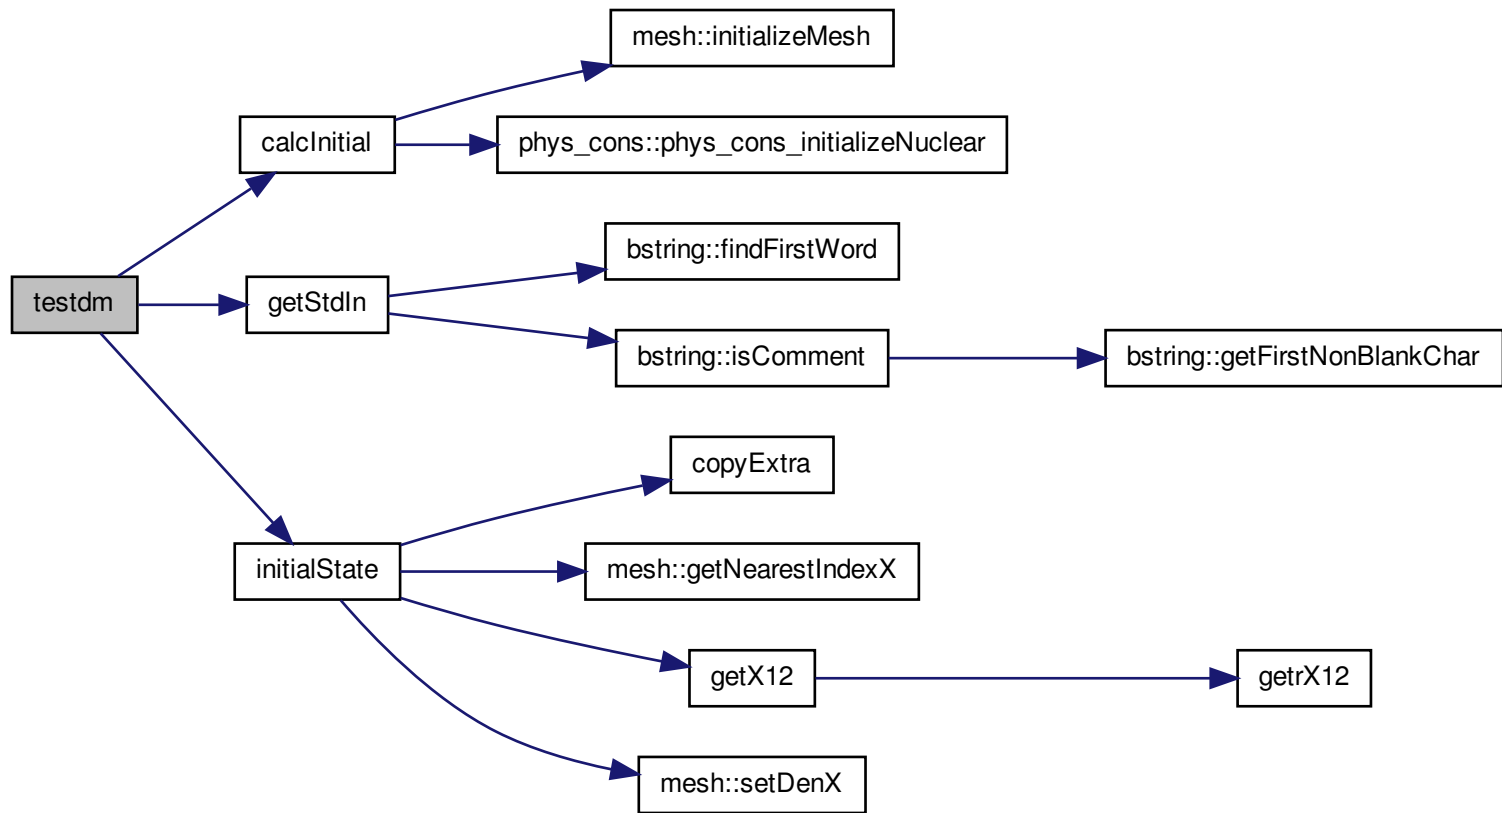 mesh::initializeMesh
calcInitial
phys_cons::phys_cons_initializeNuclear
bstring::findFirstWord
testdm
getStdIn
bstring::isComment
bstring::getFirstNonBlankChar
copyExtra
initialState
mesh::getNearestIndexX
getX12
getrX12
mesh::setDenX